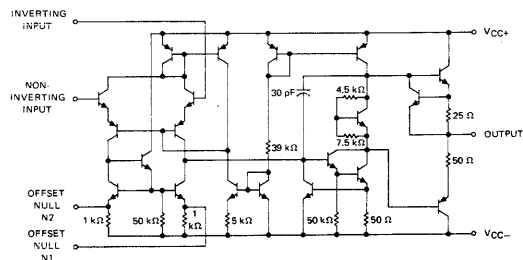 INVERTING
INPUT
NON-
INVERTING
INPUT
OFFSET
NULL
N2
OFFSET
NULL
N1
1 kΩ
50 kΩ
1
kΩ
5 kΩ
39 kΩ
30 pF
4.5 kΩ
7.5 kΩ
50 kΩ
50 Ω
25 Ω
50 Ω
VCC+
OUTPUT
VCC−